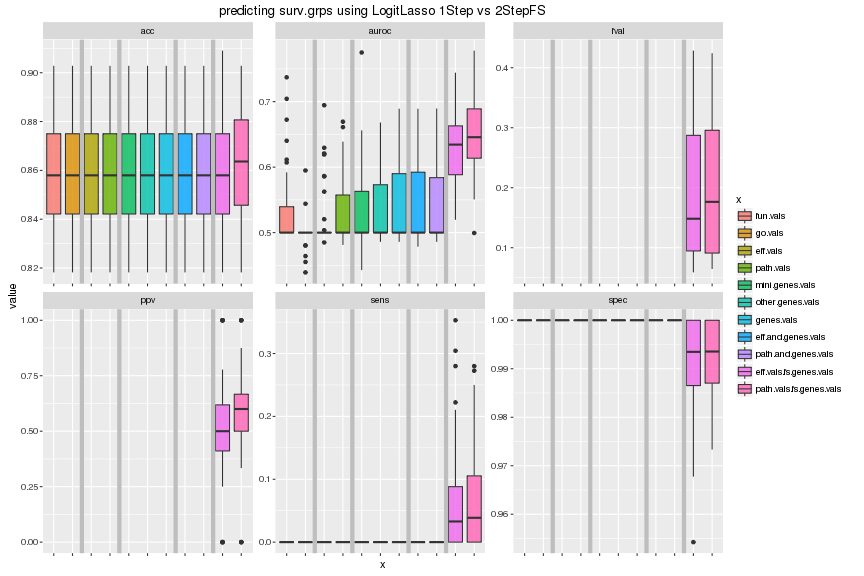 predicting surv.grps using LogitLasso 1Step vs 2StepFS
acc
auroc
fval
0.90
0.88
0.86
0.84
0.82
0.7
0.6
0.5
0.4
0.3
0.2
0.1
value
ppv
sens
spec
1.00
0.75
0.50
0.25
0.00
0.3
0.2
0.1
0.0
1.00
0.99
0.98
0.97
0.96
x
x
fun.vals
go.vals
eff.vals
path.vals
mini.genes.vals
other.genes.vals
genes.vals
eff.and.genes.vals
path.and.genes.vals
eff.vals.fs.genes.vals
path.vals.fs.genes.vals